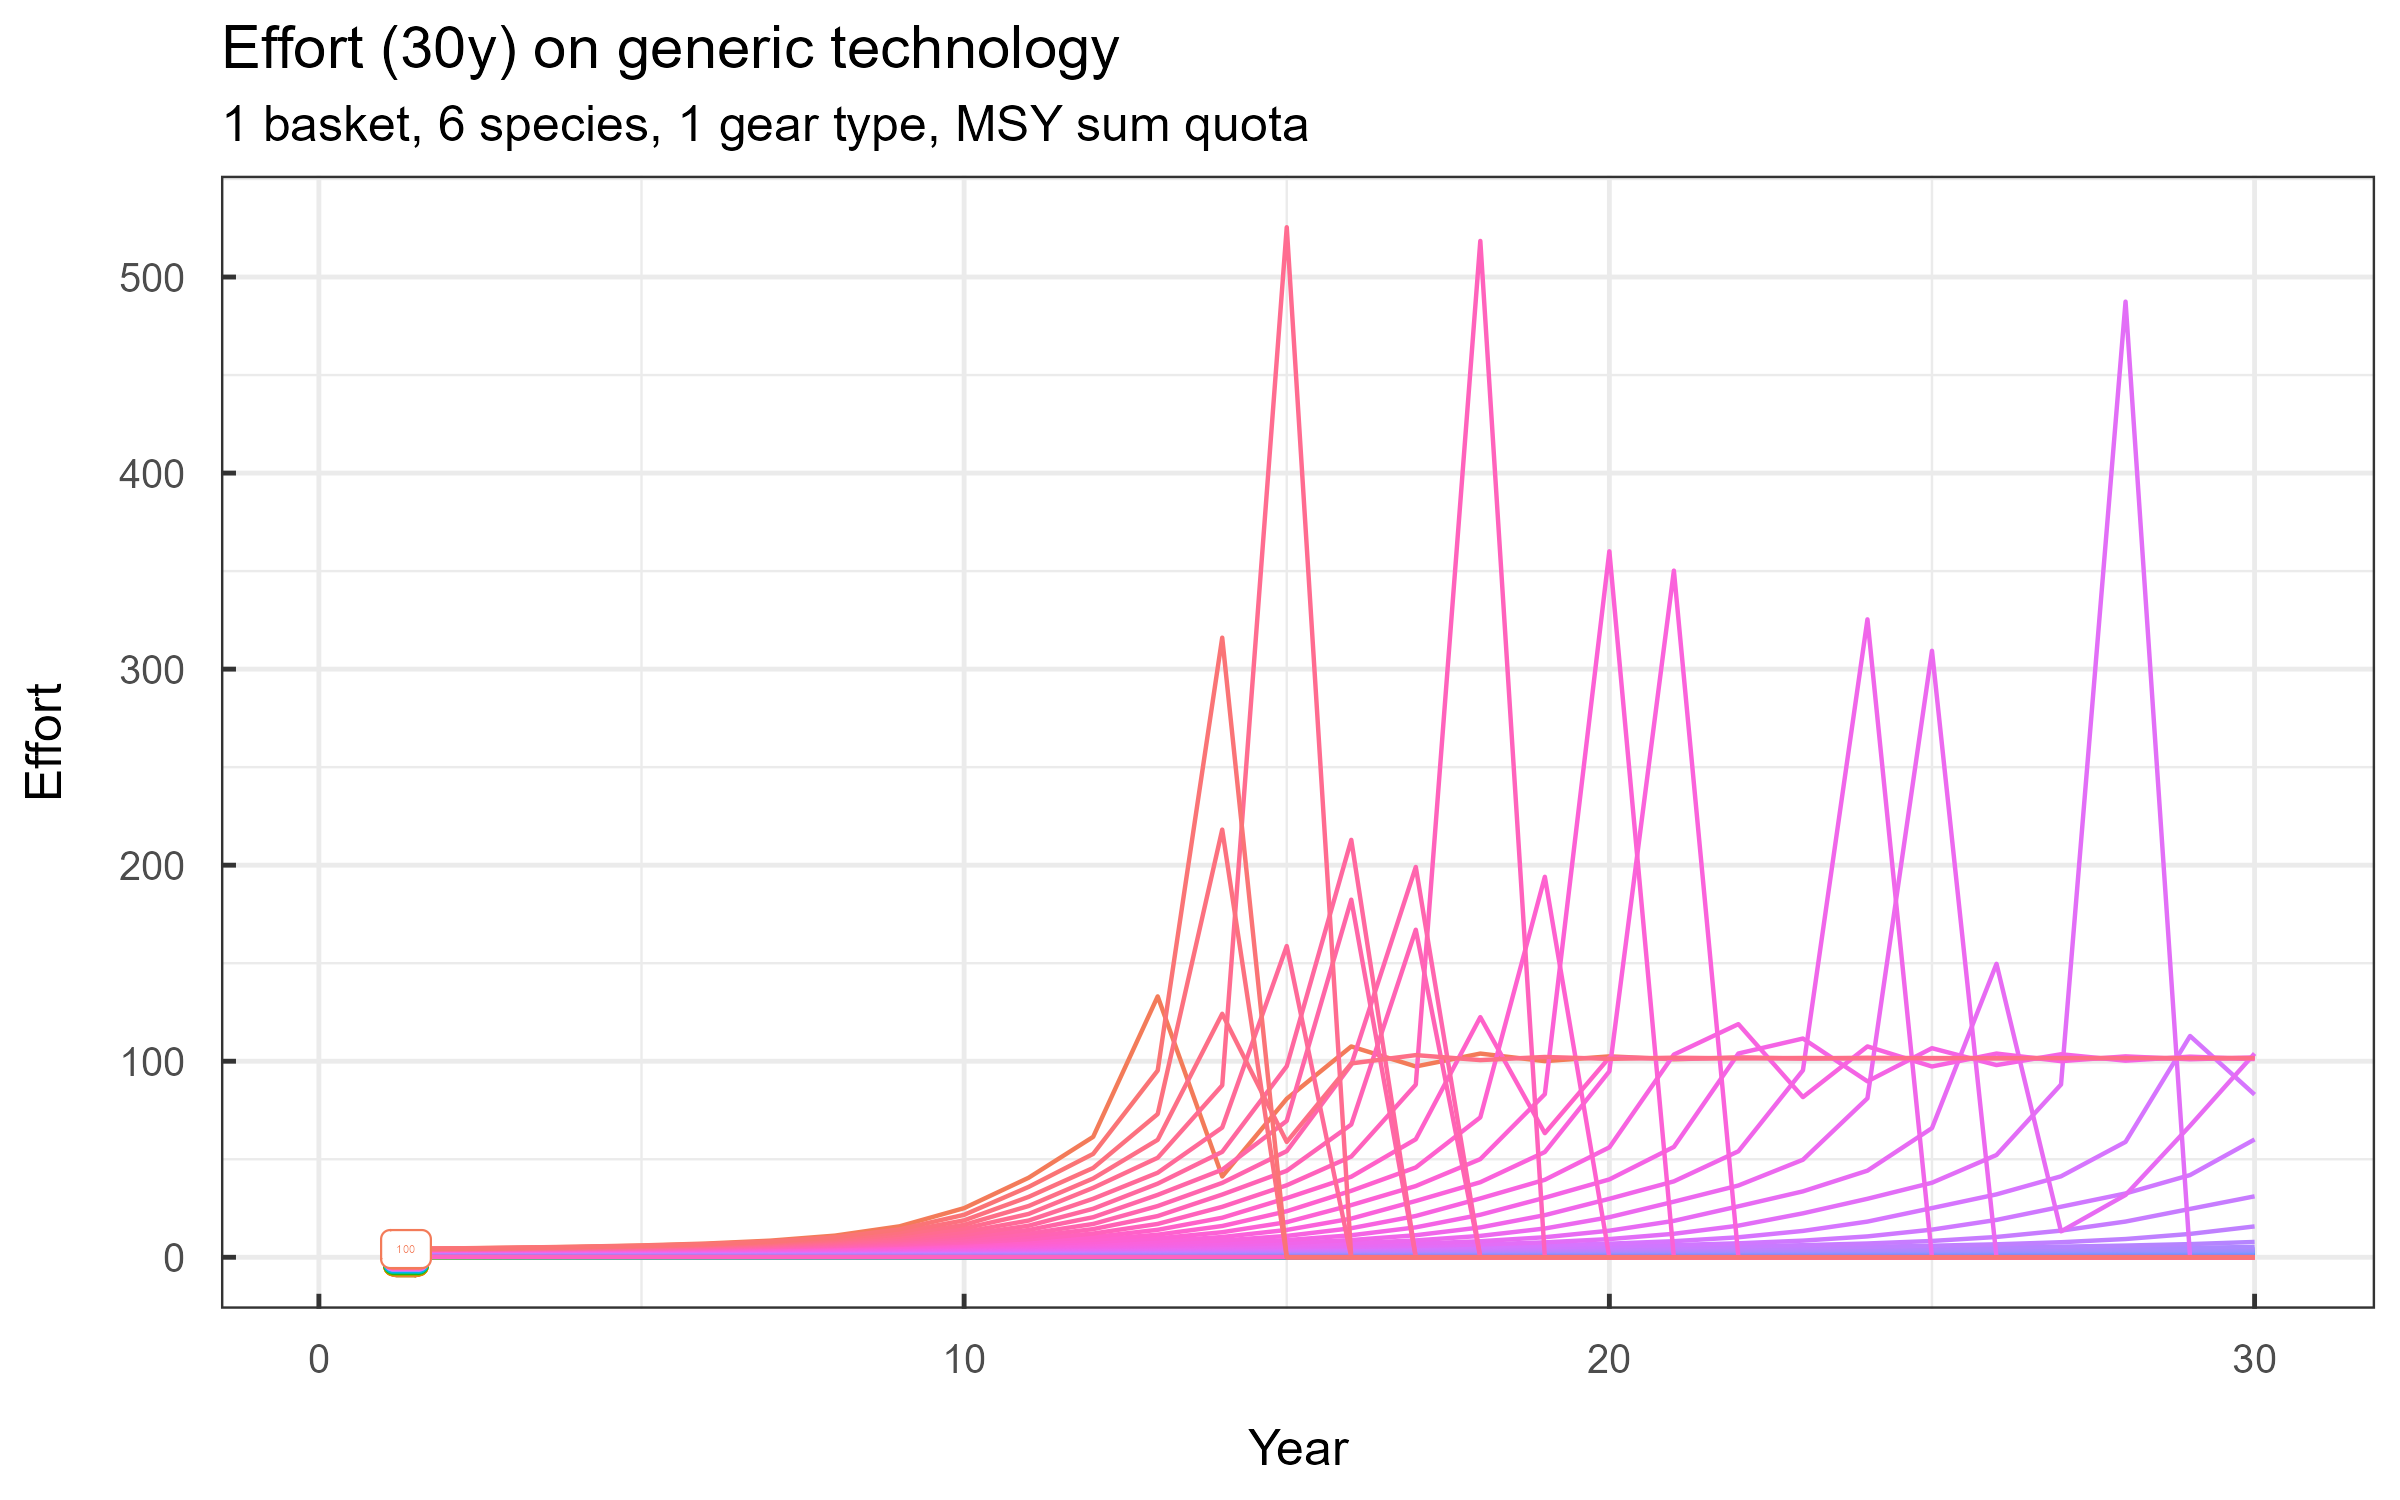 Effort (30y) on generic technology
1 basket, 6 species, 1 gear type, MSY sum quota
500
400
300
200
100
0
Effort
100
0
10
20
30
Year